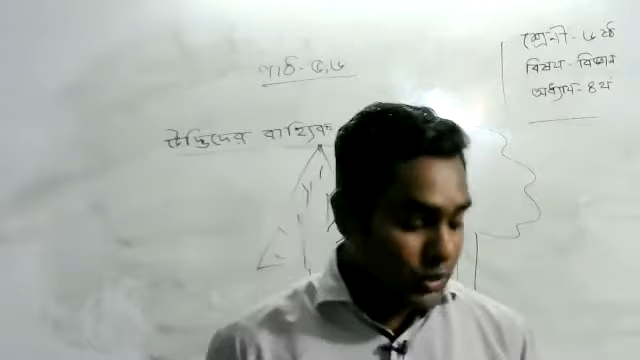 পাঠ - ৫,৬
শ্রেনী - ৬ষ্ঠ
বিষয় - বিজ্ঞান
অধ্যায় - ৪র্থ
উদ্ভিদের বাহ্যিক